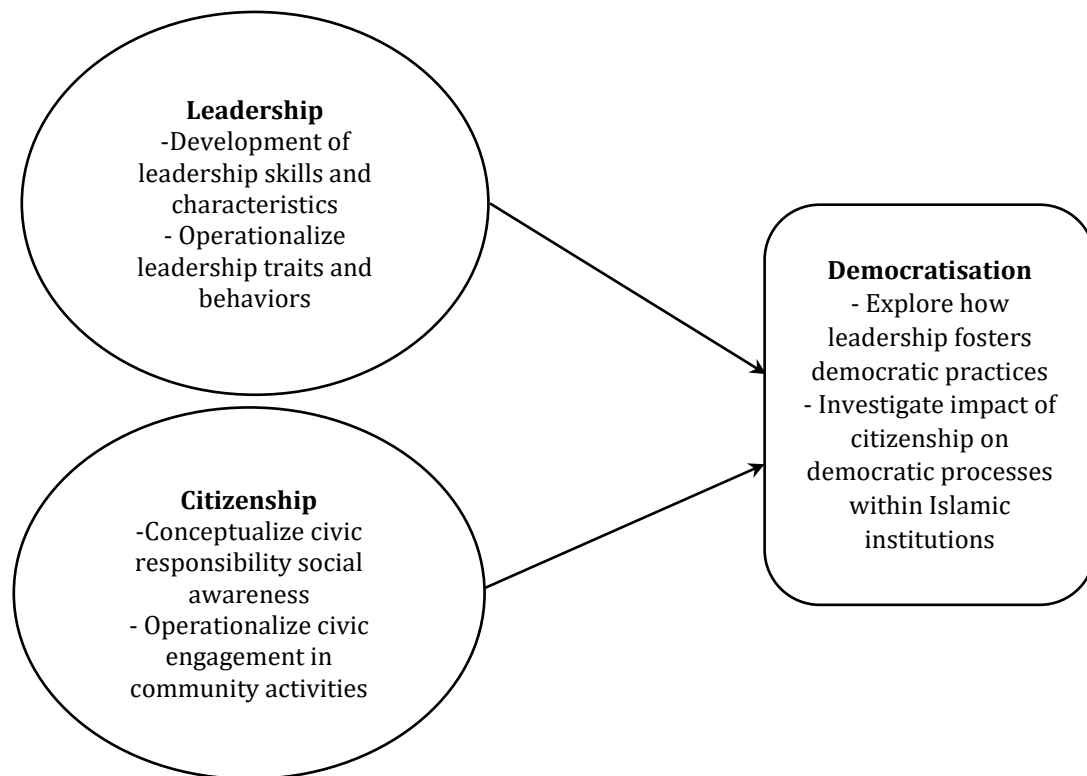 Leadership
-Development of
leadership skills and
characteristics
- Operationalize
leadership traits and
behaviors
Citizenship
-Conceptualize civic
responsibility social
awareness
- Operationalize civic
engagement in
community activities
Democratisation
- Explore how
leadership fosters
democratic practices
- Investigate impact of
citizenship on
democratic processes
within Islamic
institutions